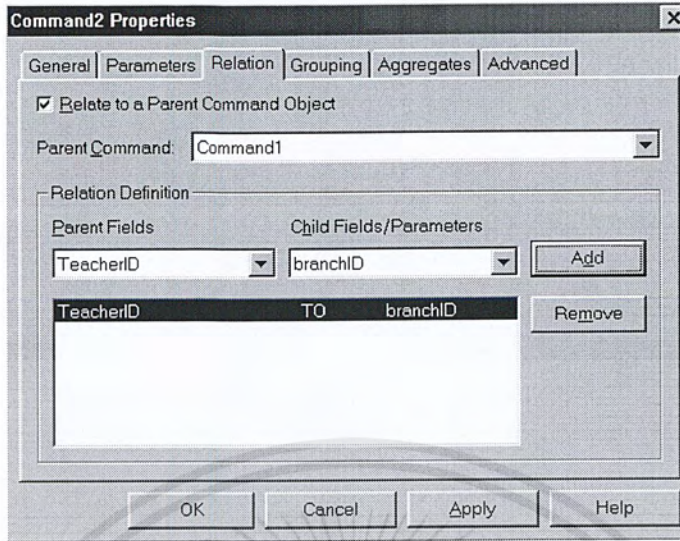 Command2 Properties
General Parameters Relation Grouping Aggregates Advanced
Relate to a Parent Command Object
Parent Command: Command1
Relation Definition
Parent Fields Child Fields/Parameters
TeacherID branchID Add
TeacherID TO branchID Remove
OK Cancel Apply Help